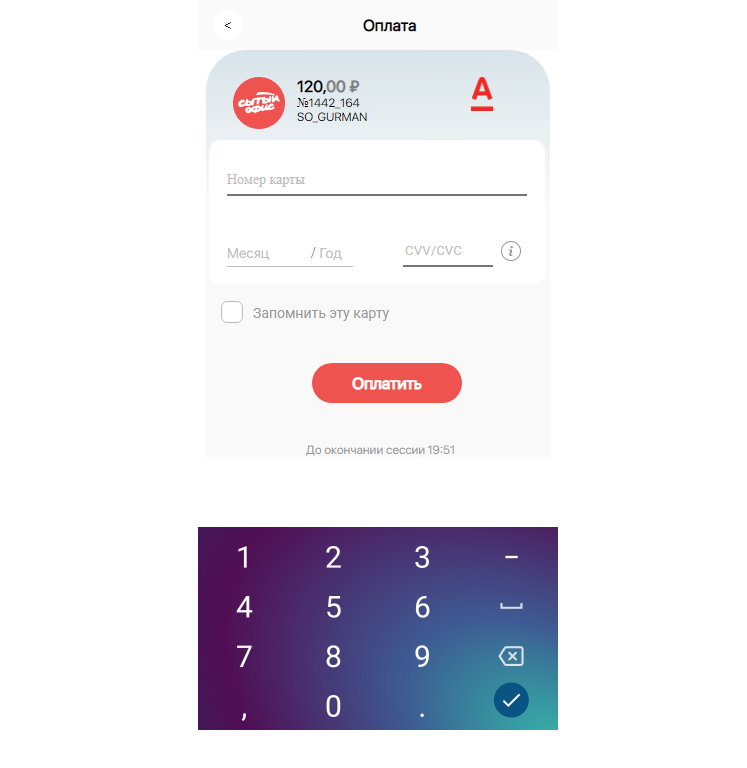 <
Оплата
СЫТЫЙ
ОФИС
120,00 ₽
№1442_164
SO_GURMAN
А
Номер карты
Месяц / Год
CVV/CVC
i
Запомнить эту карту
Оплатить
До окончании сессии 19:51
1 2 3 -
4 5 6
7 8 9
, 0 .